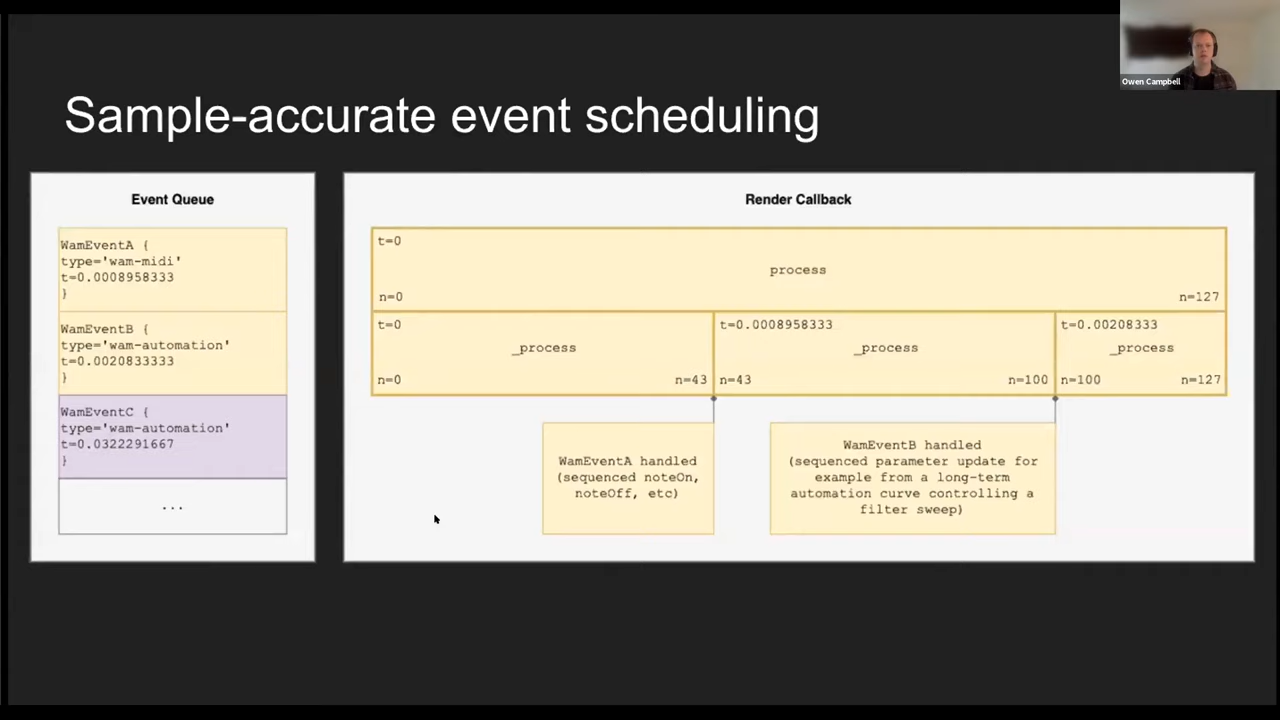 Owen Campbell
Sample-accurate event scheduling
Event Queue
WamEventA {
type='wam-midi'
t=0.0008958333
}
WamEventB {
type='wam-automation'
t=0.0020833333
}
WamEventC {
type='wam-automation'
t=0.0322291667
}
...
Render Callback
t=0
process
n=0 n=127
t=0
_process
n=0 n=43
t=0.0008958333
_process
n=43 n=100
t=0.00208333
_process
n=100 n=127
WamEventA handled
(sequenced noteOn,
noteOff, etc)
WamEventB handled
(sequenced parameter update for
example from a long-term
automation curve controlling a
filter sweep)